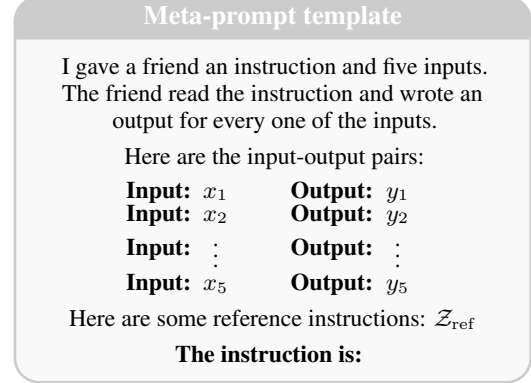 Meta-prompt template
I gave a friend an instruction and five inputs.
The friend read the instruction and wrote an
output for every one of the inputs.
Here are the input-output pairs:
Input: x₁ Output: y₁
Input: x₂ Output: y₂
Input: ⋮ Output: ⋮
Input: x₅ Output: y₅
Here are some reference instructions: 𝒵ref
The instruction is: